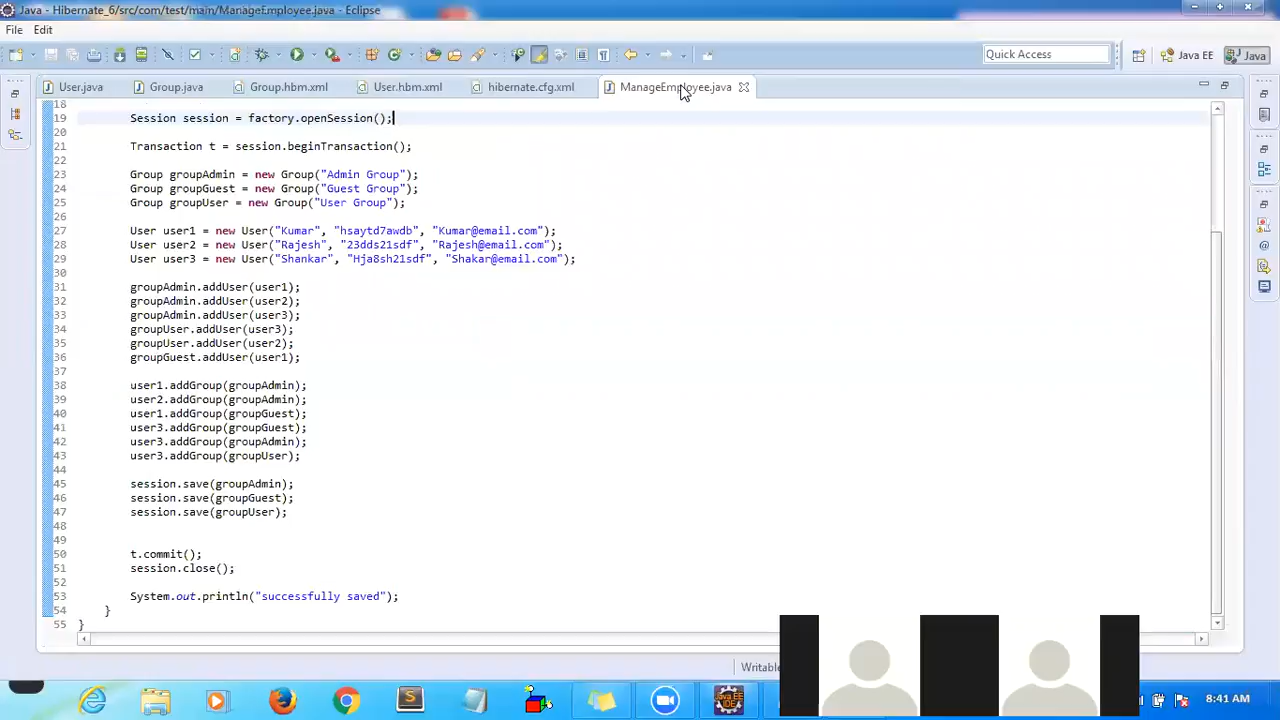 Java - Hibernate_6/src/com/test/main/ManageEmployee.java - Eclipse
File Edit
Quick Access Java EE Java
User.java Group.java Group.hbm.xml User.hbm.xml hibernate.cfg.xml ManageEmployee.java
18
19 Session session = factory.openSession();
20
21 Transaction t = session.beginTransaction();
22
23 Group groupAdmin = new Group("Admin Group");
24 Group groupGuest = new Group("Guest Group");
25 Group groupUser = new Group("User Group");
26
27 User user1 = new User("Kumar", "hsaytd7awdb", "Kumar@email.com");
28 User user2 = new User("Rajesh", "23dds21sdf", "Rajesh@email.com");
29 User user3 = new User("Shankar", "Hja8sh21sdf", "Shakar@email.com");
30
31 groupAdmin.addUser(user1);
32 groupAdmin.addUser(user2);
33 groupAdmin.addUser(user3);
34 groupUser.addUser(user3);
35 groupUser.addUser(user2);
36 groupGuest.addUser(user1);
37
38 user1.addGroup(groupAdmin);
39 user2.addGroup(groupAdmin);
40 user1.addGroup(groupGuest);
41 user3.addGroup(groupGuest);
42 user3.addGroup(groupAdmin);
43 user3.addGroup(groupUser);
44
45 session.save(groupAdmin);
46 session.save(groupGuest);
47 session.save(groupUser);
48
49
50 t.commit();
51 session.close();
52
53 System.out.println("successfully saved");
54 }
55 }
Writable
Java EE IDE
8:41 AM